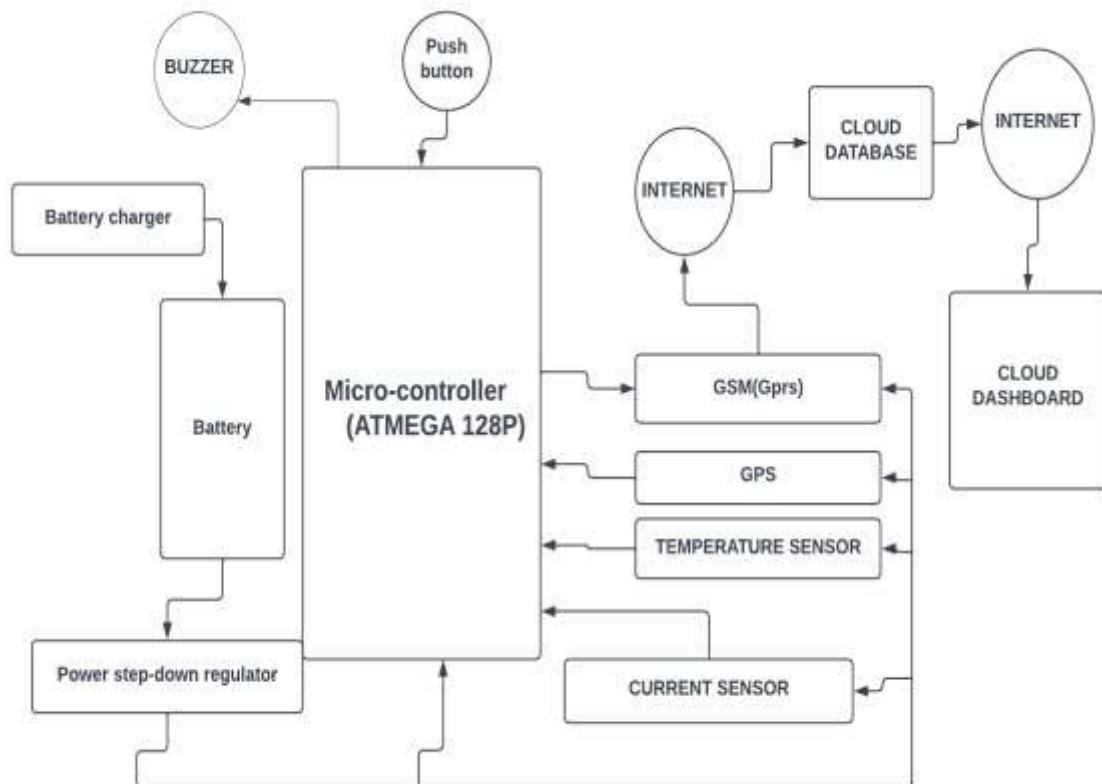 BUZZER
Push
button
Battery charger
INTERNET
CLOUD
DATABASE
INTERNET
Battery
Micro-controller
(ATMEGA 128P)
GSM(Gprs)
CLOUD
DASHBOARD
GPS
TEMPERATURE SENSOR
Power step-down regulator
CURRENT SENSOR